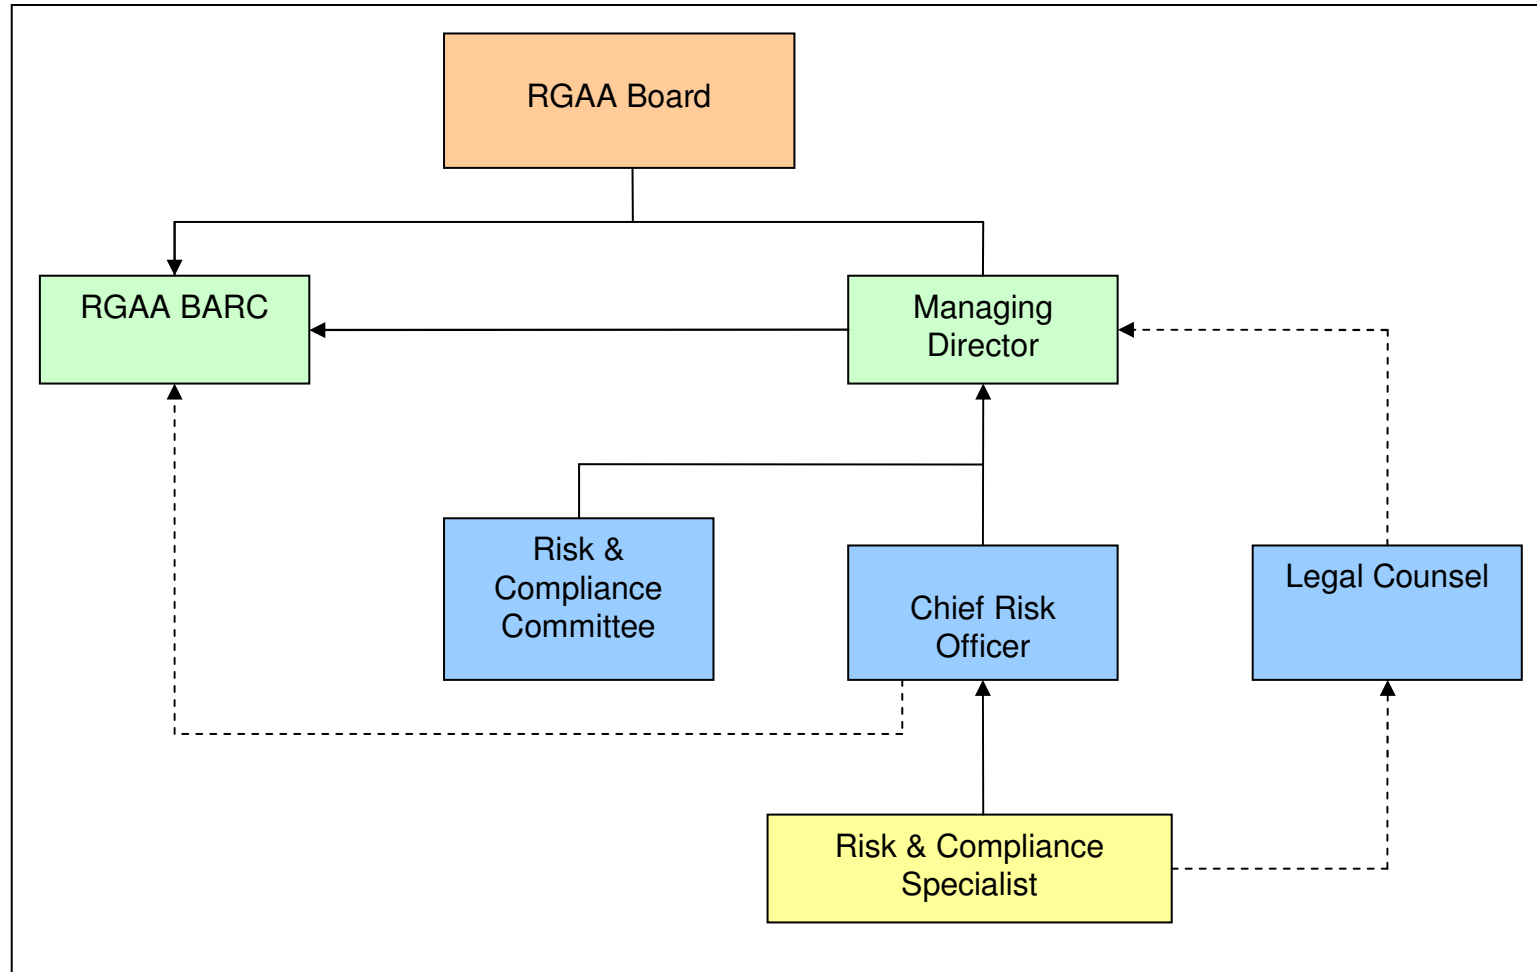 RGAA Board
RGAA BARC
Managing
Director
Risk &
Compliance
Committee
Chief Risk
Officer
Legal Counsel
Risk & Compliance
Specialist